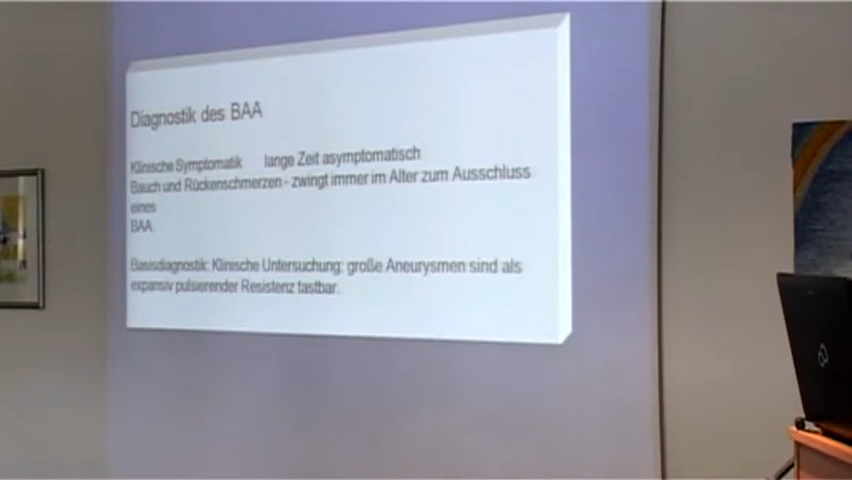 Diagnostik des BAA
Klinische Symptomatik lange Zeit asymptomatisch
Bauch und Rückenschmerzen - zwingt immer im Alter zum Ausschluss
eines
BAA
Basisdiagnostik: Klinische Untersuchung: große Aneurysmen sind als
expansiv pulsierender Resistenz tastbar.